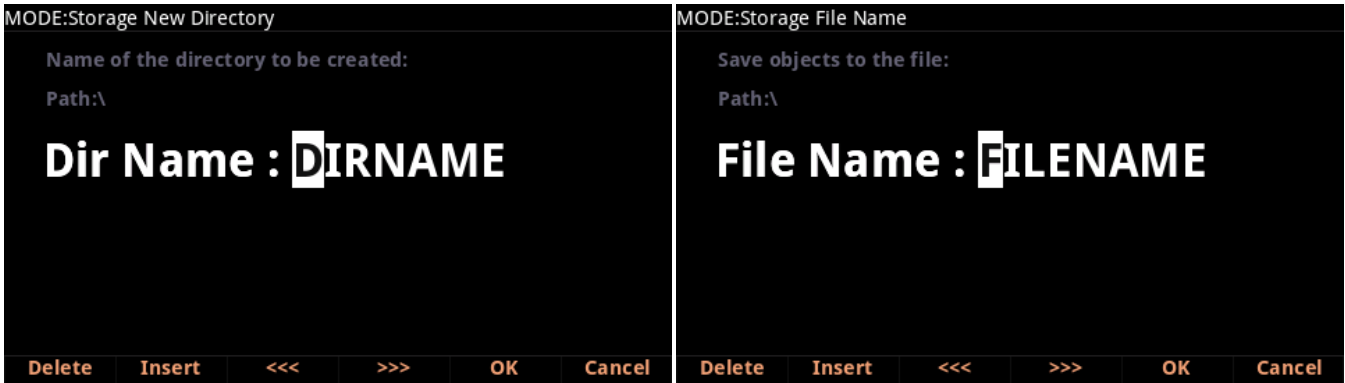 MODE:Storage New Directory
Name of the directory to be created:
Path:\
Dir Name : DIRNAME
Delete Insert <<< >>> OK Cancel
MODE:Storage File Name
Save objects to the file:
Path:\
File Name : FILENAME
Delete Insert <<< >>> OK Cancel